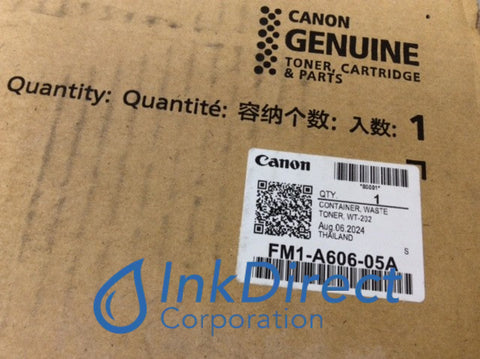 CANON
GENUINE
TONER, CARTRIDGE
& PARTS
Quantity: Quantité: 容纳个数: 入数: 1
Canon
QTY. 1
CONTAINER, WASTE
TONER, WT-202
Aug.06.2024
THAILAND
S
FM1-A606-05A
InkDirect
Corporation